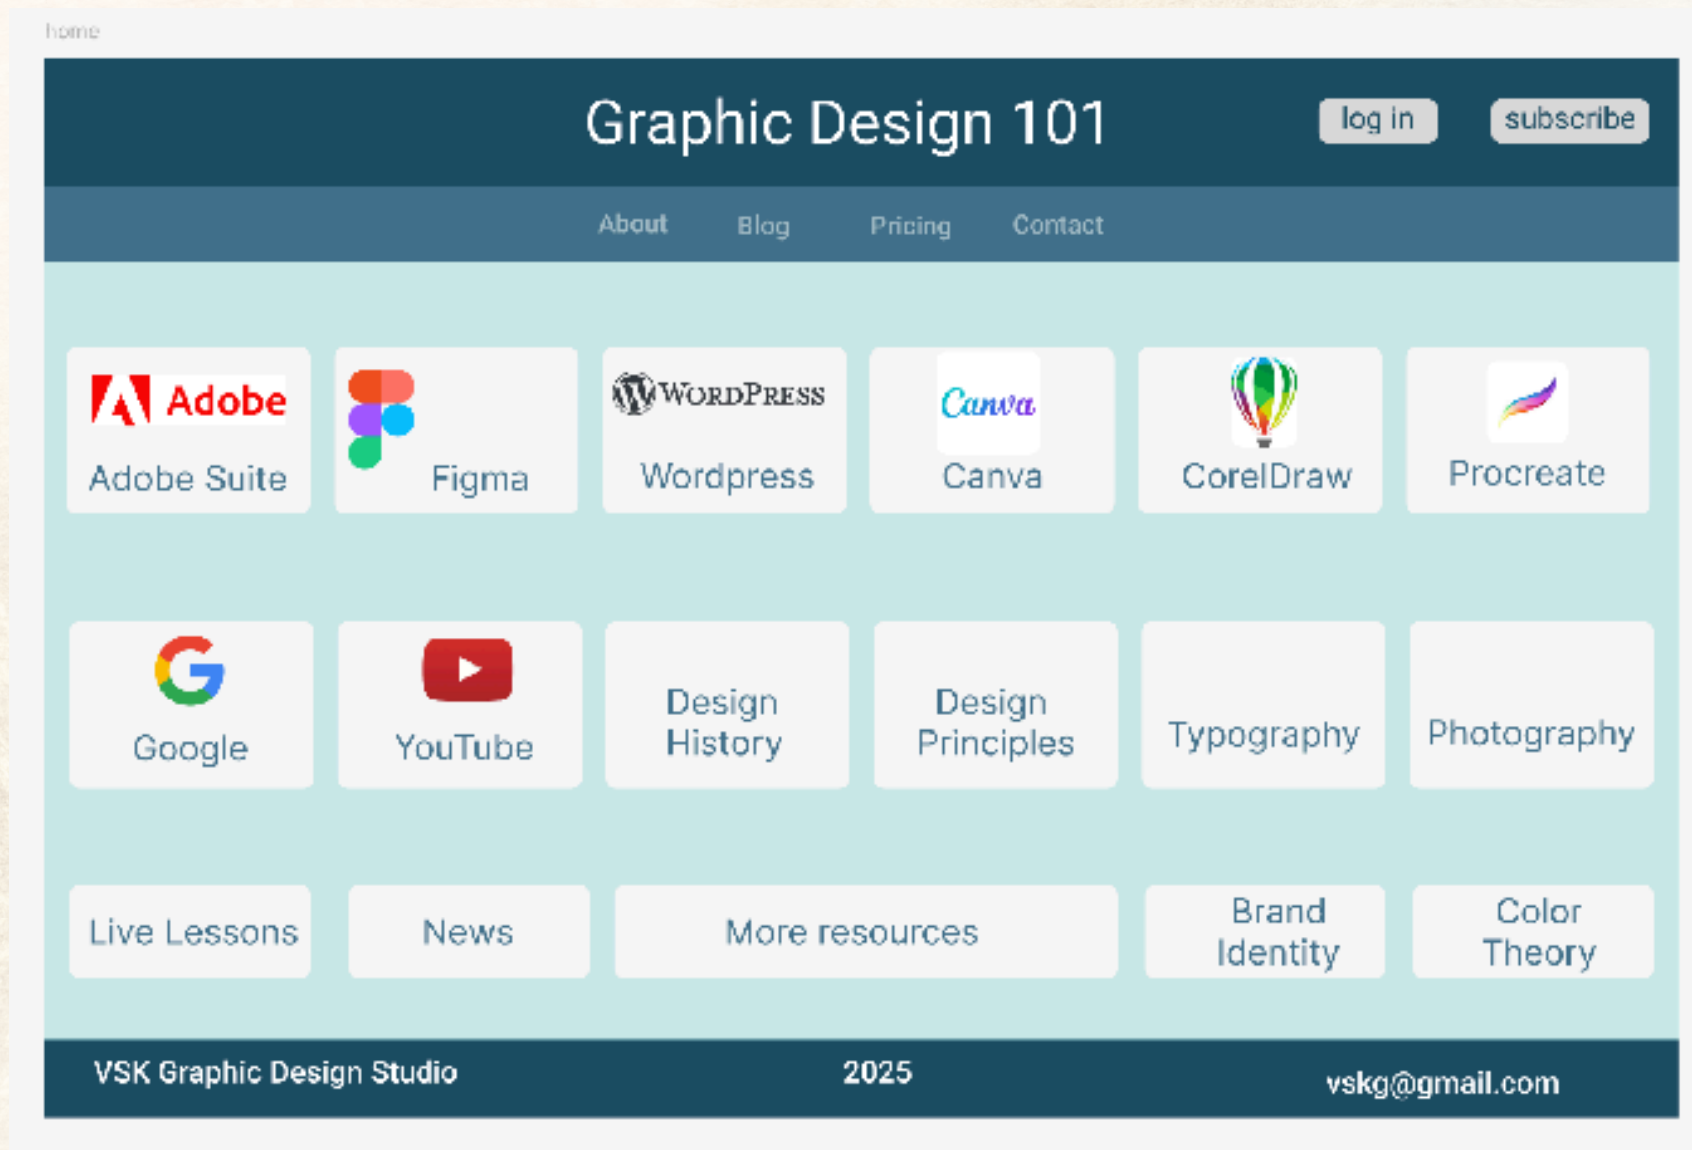 home
Graphic Design 101
log in
subscribe
About
Blog
Pricing
Contact
Adobe
Adobe Suite
Figma
WORDPRESS
Wordpress
Canva
Canva
CorelDraw
Procreate
Google
YouTube
Design
History
Design
Principles
Typography
Photography
Live Lessons
News
More resources
Brand
Identity
Color
Theory
VSK Graphic Design Studio
2025
vskg@gmail.com